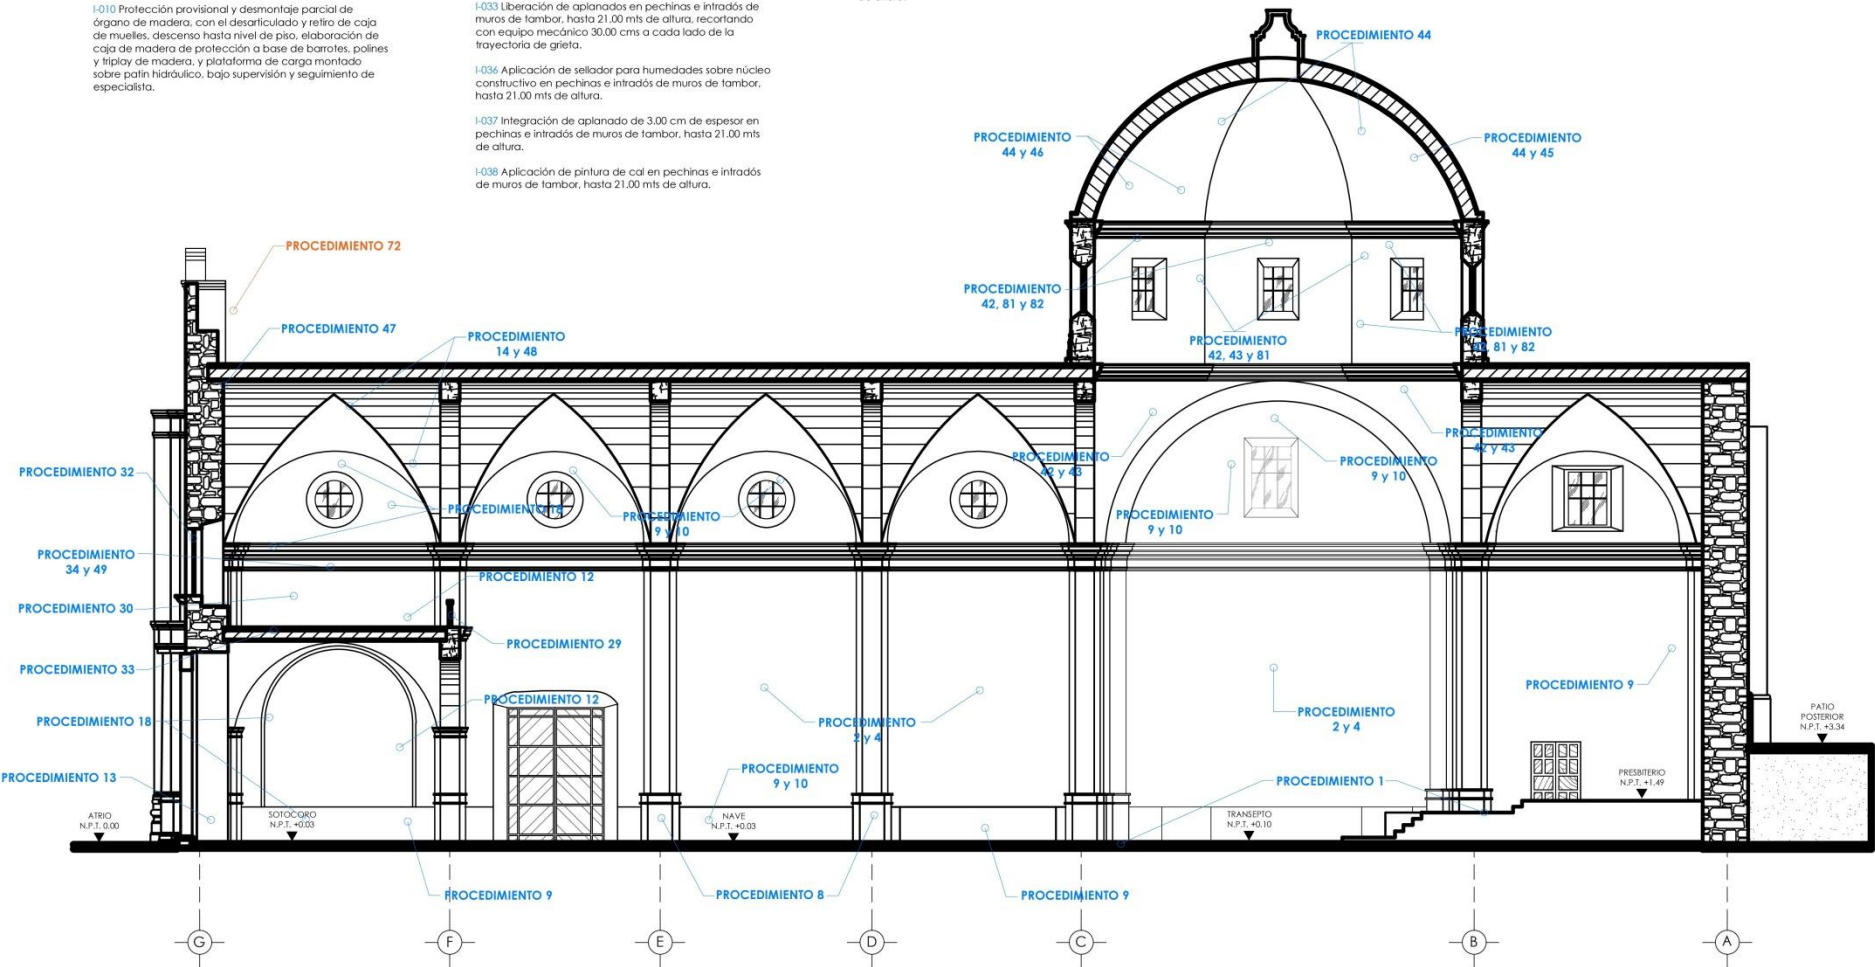 I-010 Protección provisional y desmontaje parcial de
órgano de madera, con el desarticulado y retiro de caja
de muelles, descenso hasta nivel de piso, elaboración de
caja de madera de protección a base de barrotes, polines
y triplay de madera, y plataforma de carga montado
sobre patín hidráulico, bajo supervisión y seguimiento de
especialista.
I-033 Liberación de aplanados en pechinas e intradós de
muros de tambor, hasta 21.00 mts de altura, recortando
con equipo mecánico 30.00 cms a cada lado de la
trayectoria de grieta.
I-036 Aplicación de sellador para humedades sobre núcleo
constructivo en pechinas e intradós de muros de tambor,
hasta 21.00 mts de altura.
I-037 Integración de aplanado de 3.00 cm de espesor en
pechinas e intradós de muros de tambor, hasta 21.00 mts
de altura.
I-038 Aplicación de pintura de cal en pechinas e intradós
de muros de tambor, hasta 21.00 mts de altura.
PROCEDIMIENTO 44
PROCEDIMIENTO
44 y 46
PROCEDIMIENTO
44 y 45
PROCEDIMIENTO 72
PROCEDIMIENTO
42, 81 y 82
PROCEDIMIENTO 47
PROCEDIMIENTO
14 y 48
PROCEDIMIENTO
42, 43 y 81
PROCEDIMIENTO
42, 81 y 82
PROCEDIMIENTO
42 y 43
PROCEDIMIENTO
42 y 43
PROCEDIMIENTO
9 y 10
PROCEDIMIENTO 32
PROCEDIMIENTO 18
PROCEDIMIENTO
9 y 10
PROCEDIMIENTO
9 y 10
PROCEDIMIENTO
34 y 49
PROCEDIMIENTO 12
PROCEDIMIENTO 30
PROCEDIMIENTO 29
PROCEDIMIENTO 33
PROCEDIMIENTO 9
PROCEDIMIENTO 12
PROCEDIMIENTO 18
PROCEDIMIENTO
2 y 4
PROCEDIMIENTO
2 y 4
PATIO
POSTERIOR
N.P.T. +3.34
PROCEDIMIENTO 13
PROCEDIMIENTO
9 y 10
PROCEDIMIENTO 1
PRESBITERIO
N.P.T. +1.49
ATRIO
N.P.T. 0.00
SOTOCORO
N.P.T. +0.03
NAVE
N.P.T. +0.03
TRANSEPTO
N.P.T. +0.10
PROCEDIMIENTO 9
PROCEDIMIENTO 8
PROCEDIMIENTO 9
G
F
E
D
C
B
A